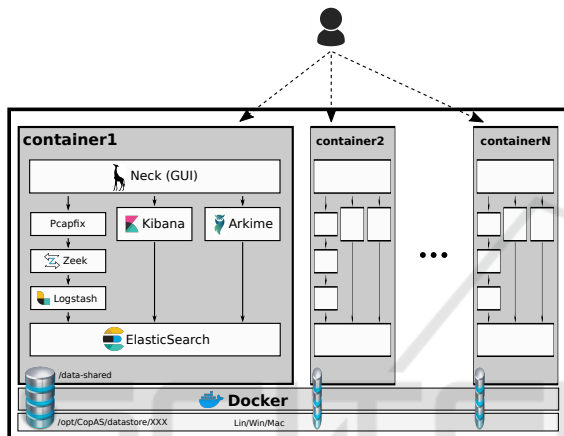 container1
container2
containerN
Neck (GUI)
Pcapfix
Kibana
Arkime
Zeek
Logstash
ElasticSearch
•••
/data-shared
Docker
/opt/CopAS/datastore/XXX
Lin/Win/Mac